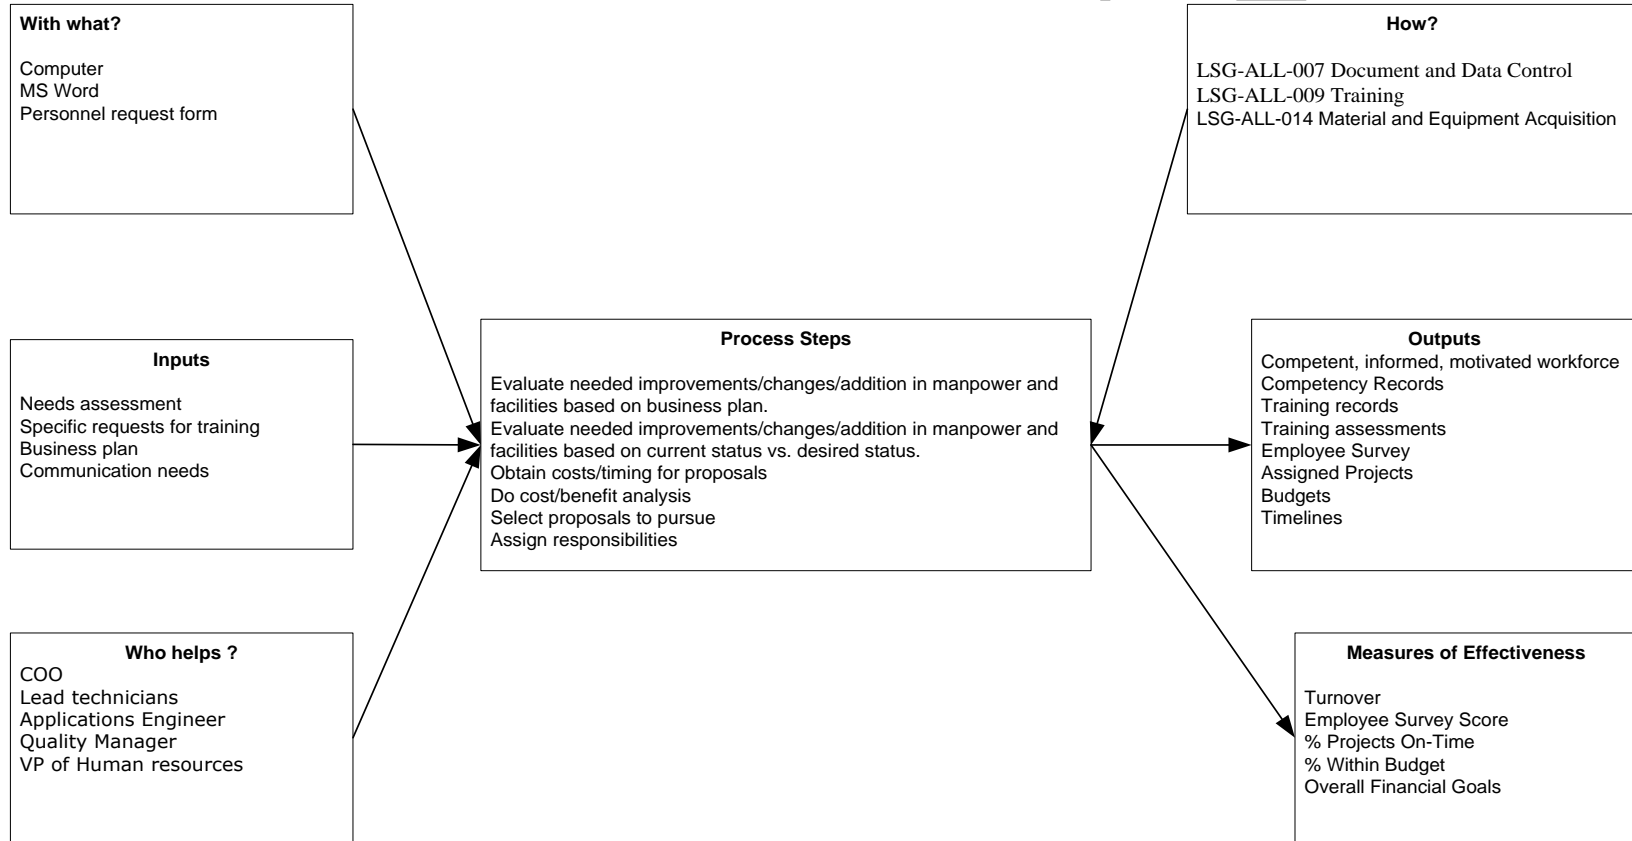 With what?
Computer
MS Word
Personnel request form
How?
LSG-ALL-007 Document and Data Control
LSG-ALL-009 Training
LSG-ALL-014 Material and Equipment Acquisition
Inputs
Needs assessment
Specific requests for training
Business plan
Communication needs
Process Steps
Evaluate needed improvements/changes/addition in manpower and
facilities based on business plan.
Evaluate needed improvements/changes/addition in manpower and
facilities based on current status vs. desired status.
Obtain costs/timing for proposals
Do cost/benefit analysis
Select proposals to pursue
Assign responsibilities
Outputs
Competent, informed, motivated workforce
Competency Records
Training records
Training assessments
Employee Survey
Assigned Projects
Budgets
Timelines
Who helps ?
COO
Lead technicians
Applications Engineer
Quality Manager
VP of Human resources
Measures of Effectiveness
Turnover
Employee Survey Score
% Projects On-Time
% Within Budget
Overall Financial Goals